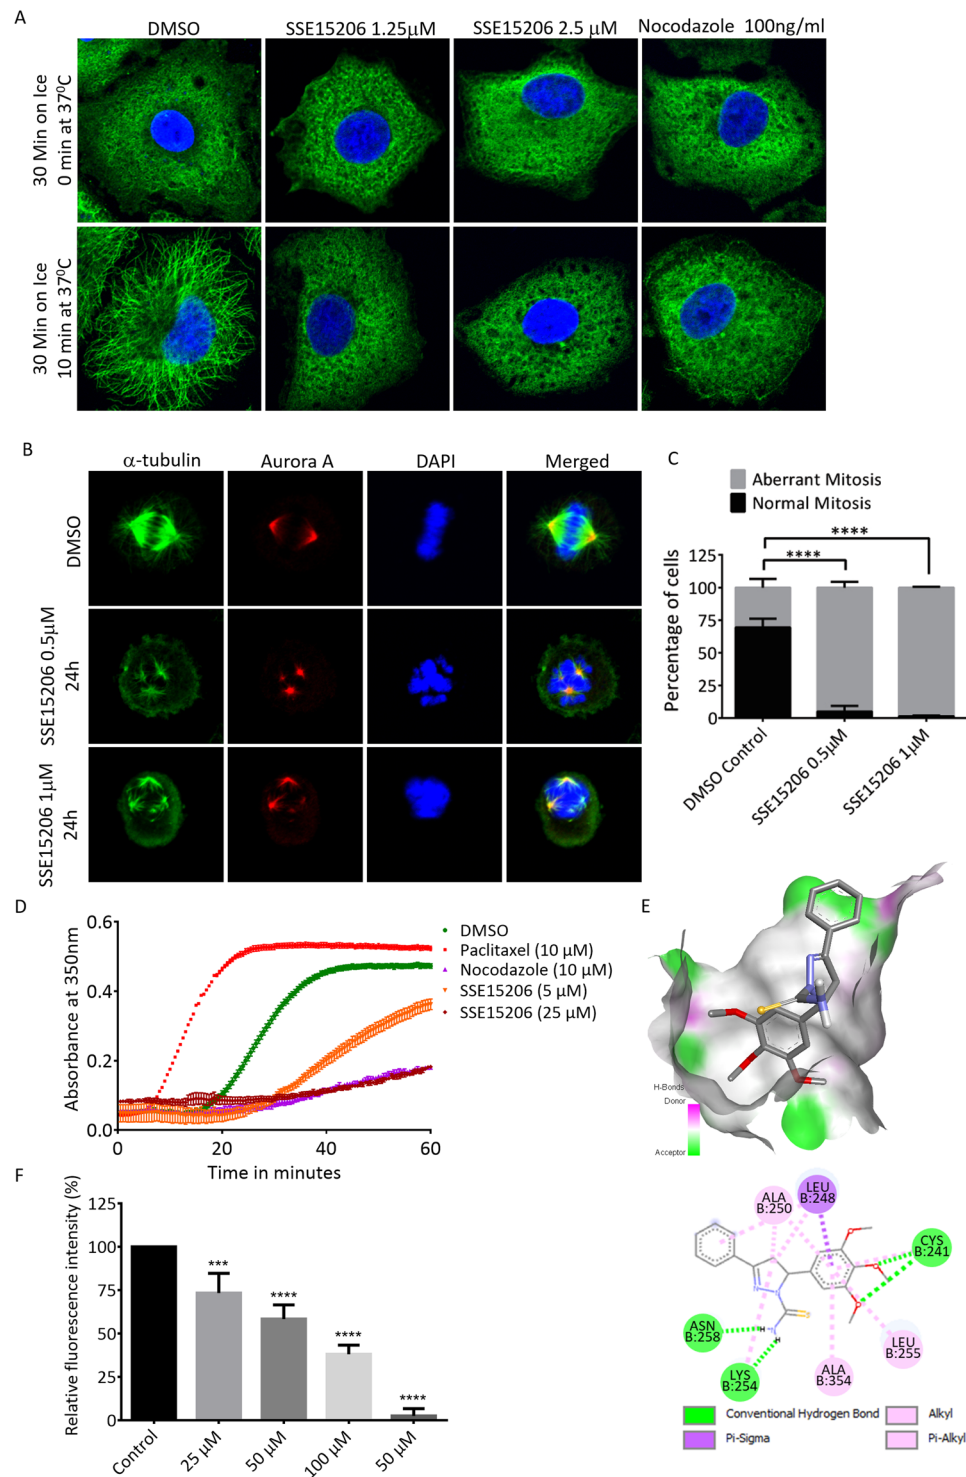 A
DMSO
SSE15206 1.25μM
SSE15206 2.5 μM
Nocodazole 100ng/ml
30 Min on Ice
0 min at 37⁰C
30 Min on Ice
10 min at 37⁰C
B
α-tubulin
Aurora A
DAPI
Merged
DMSO
SSE15206 0.5μM
24h
SSE15206 1μM
24h
C
Aberrant Mitosis
Normal Mitosis
****
****
Percentage of cells
125
100
75
50
25
0
DMSO Control
SSE15206 0.5μM
SSE15206 1μM
D
Absorbance at 350nm
0.6
0.4
0.2
0.0
0
20
40
60
Time in minutes
DMSO
Paclitaxel (10 μM)
Nocodazole (10 μM)
SSE15206 (5 μM)
SSE15206 (25 μM)
E
H-Bonds
Donor
Acceptor
LEU
B:248
ALA
B:250
CYS
B:241
ASN
B:258
LYS
B:254
ALA
B:354
LEU
B:255
N
N
S
N
H
H
O
O
O
Conventional Hydrogen Bond
Pi-Sigma
Alkyl
Pi-Alkyl
F
Relative fluorescence intensity (%)
125
100
75
50
25
0
***
****
****
****
Control
25 μM
50 μM
100 μM
50 μM